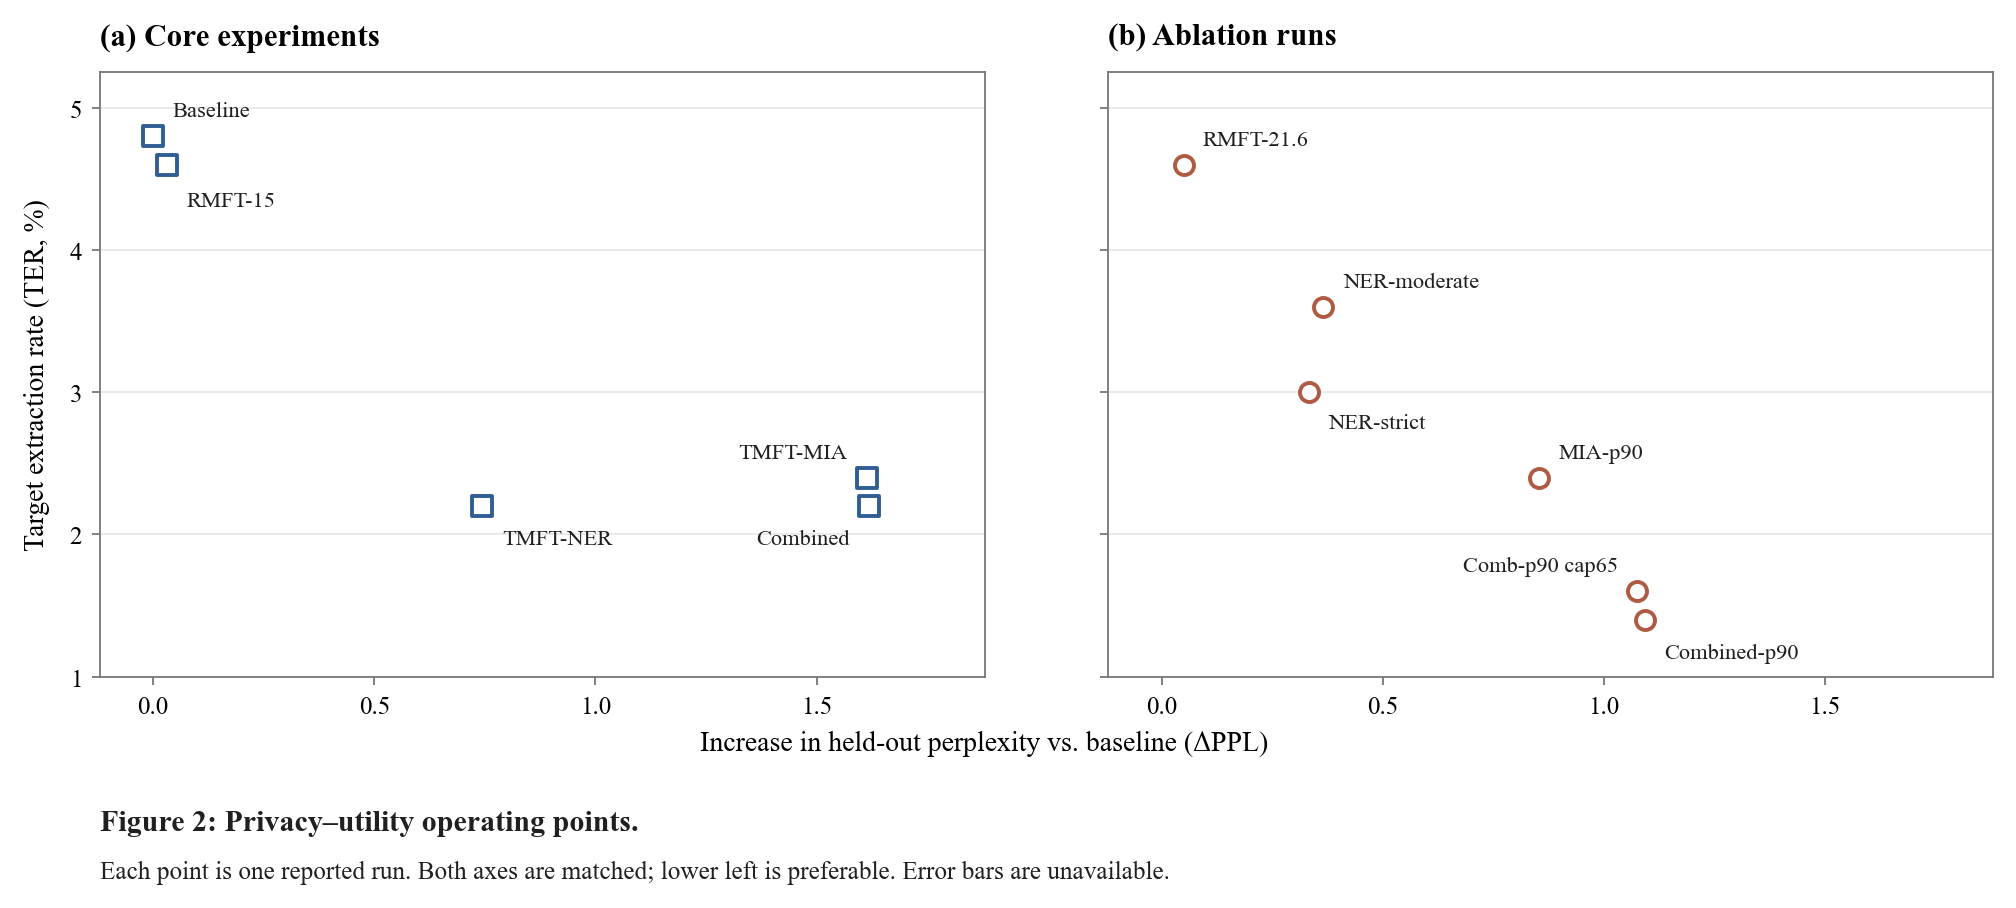 (a) Core experiments
(b) Ablation runs
Target extraction rate (TER, %)
5
4
3
2
1
Baseline
RMFT-15
TMFT-MIA
TMFT-NER
Combined
0.0 0.5 1.0 1.5
RMFT-21.6
NER-moderate
NER-strict
MIA-p90
Comb-p90 cap65
Combined-p90
0.0 0.5 1.0 1.5
Increase in held-out perplexity vs. baseline (ΔPPL)
Figure 2: Privacy–utility operating points.
Each point is one reported run. Both axes are matched; lower left is preferable. Error bars are unavailable.